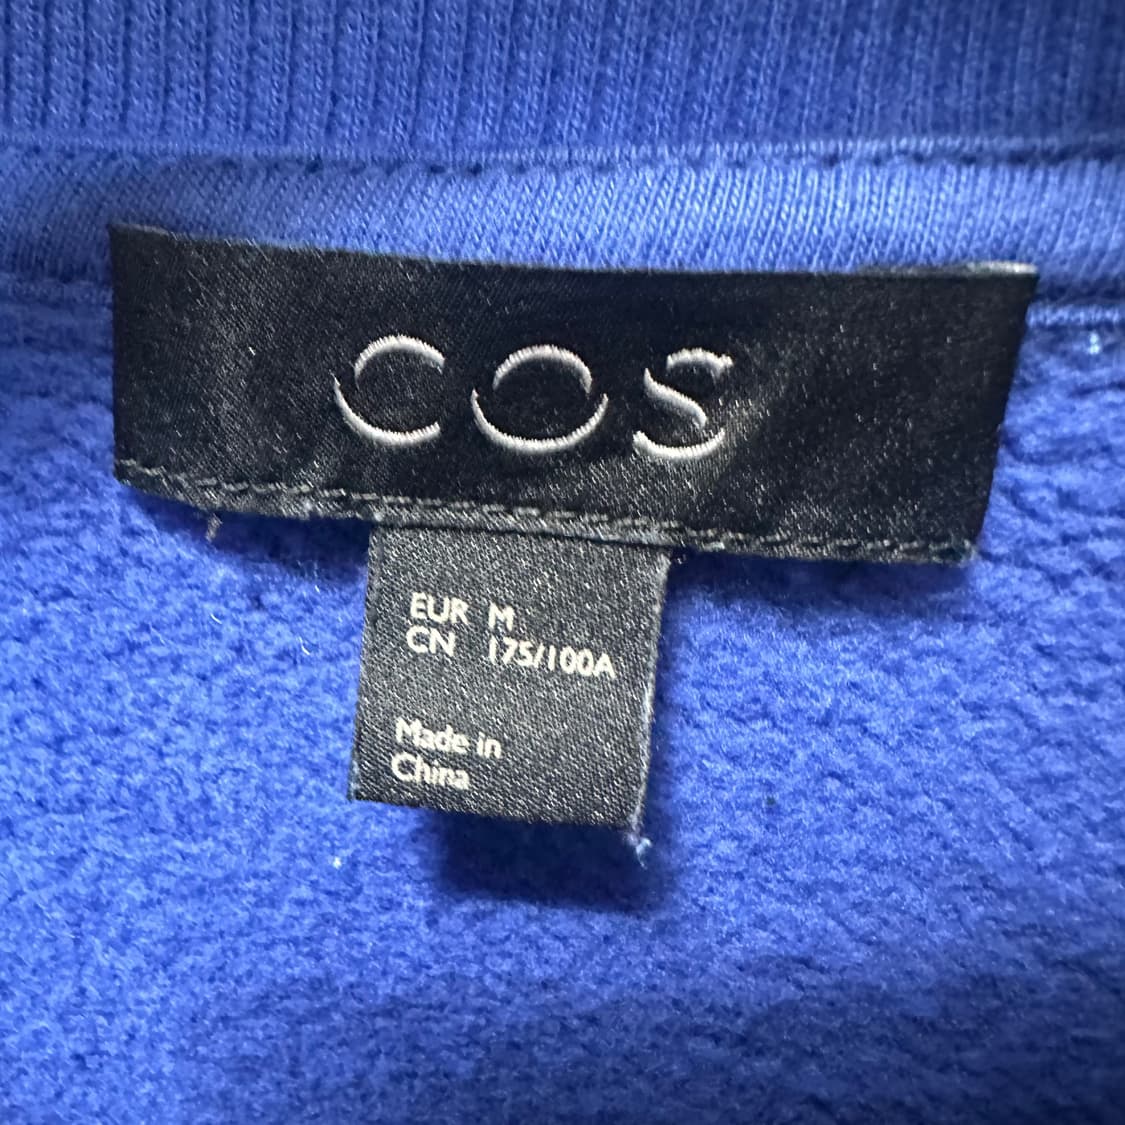 COS
EUR M
CN 175/100A
Made in
China